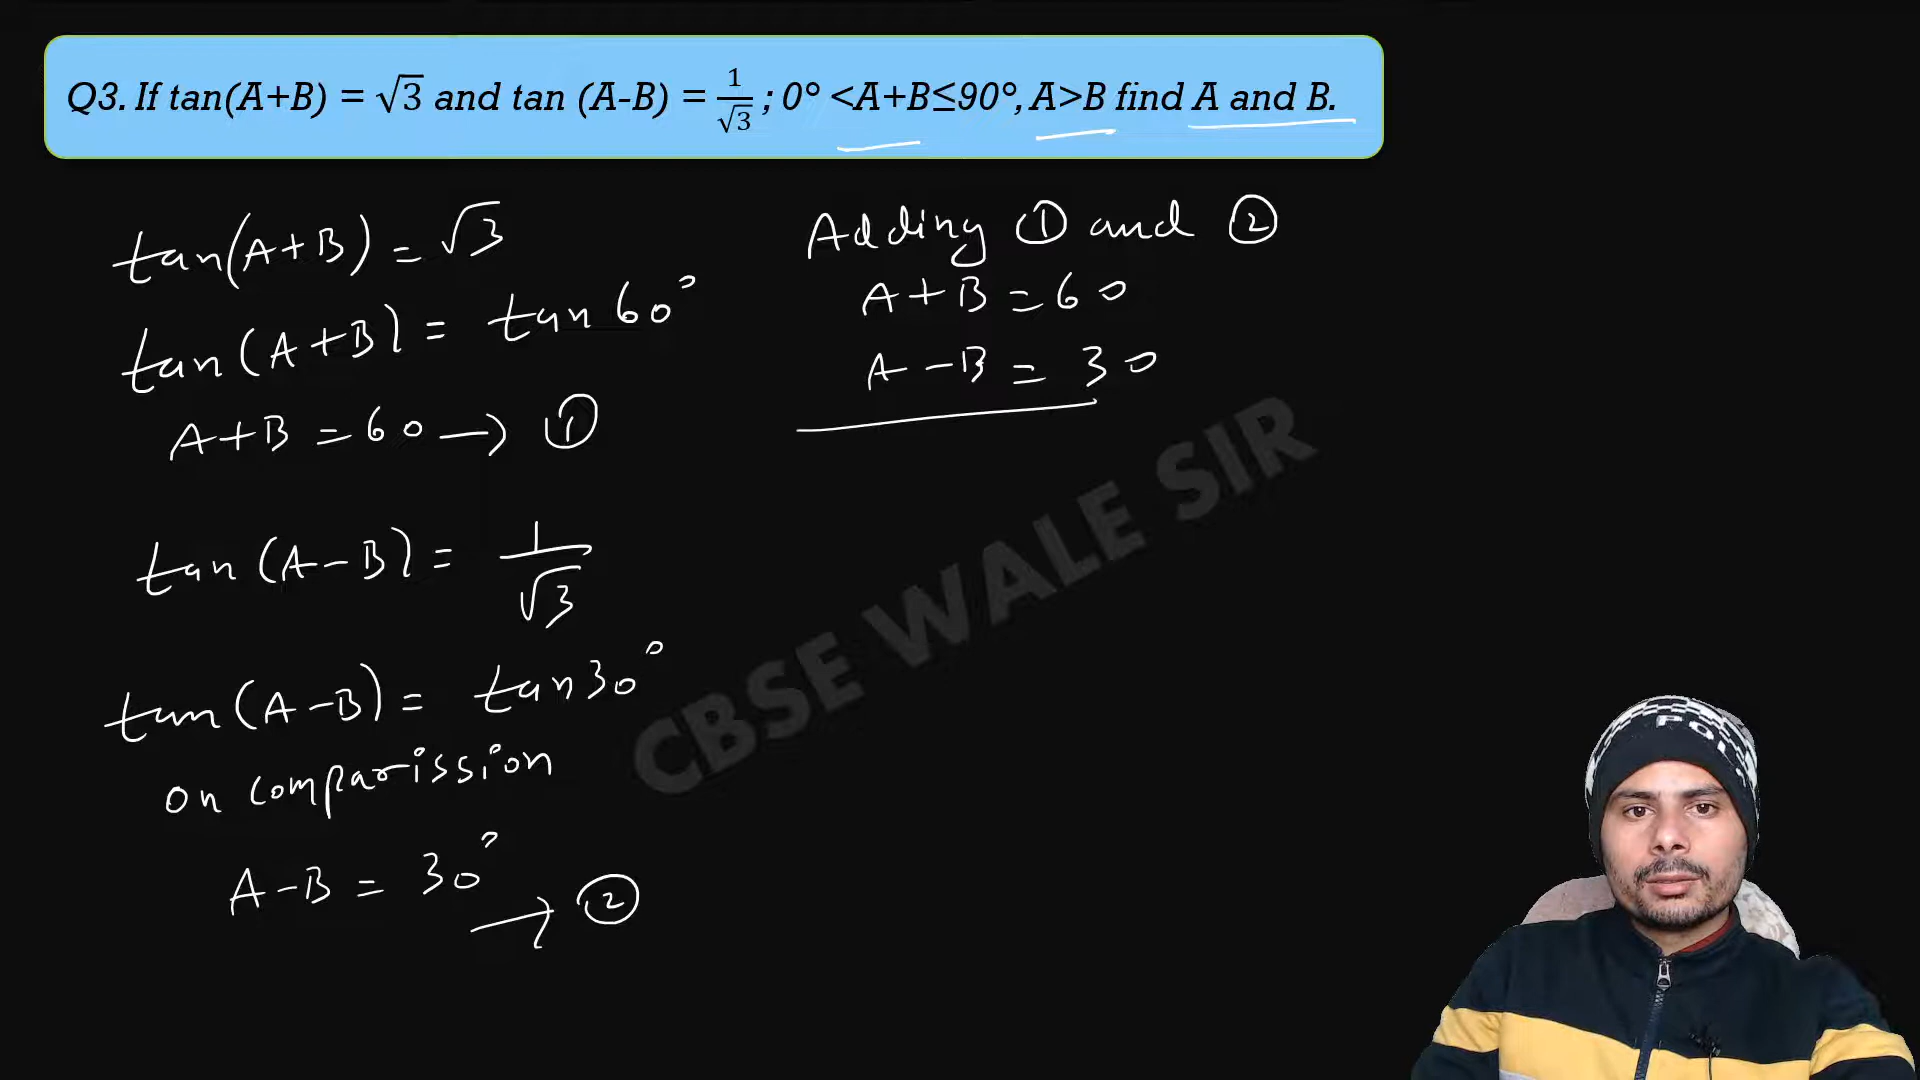 Q3. If tan(A+B) = √3 and tan (A-B) = 1/√3 ; 0° <A+B≤90°, A>B find A and B.
tan(A+B) = √3
tan(A+B) = tan 60°
A+B = 60 → ①
tan (A-B) = 1/√3
tan(A-B) = tan30°
on comparission
A-B = 30°
→ ②
Adding ① and ②
A+B = 60
A-B = 30
CBSE WALE SIR
POL